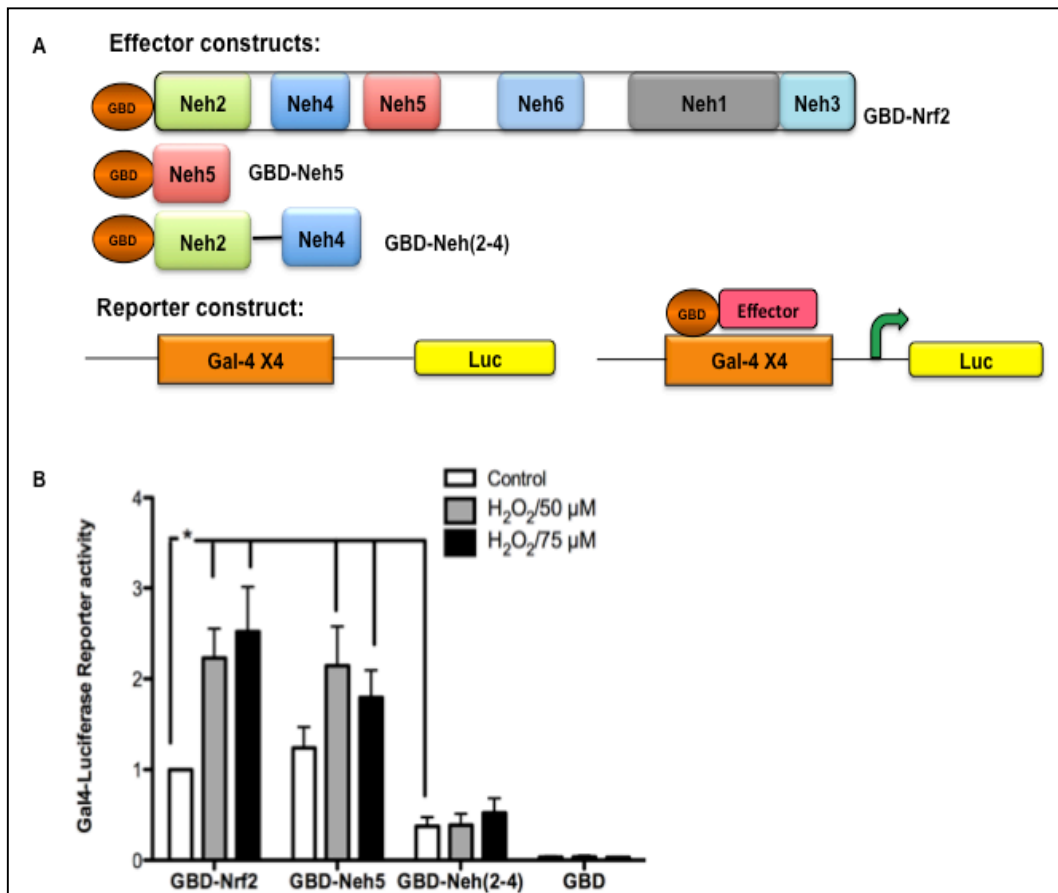 A
Effector constructs:
GBD
Neh2
Neh4
Neh5
Neh6
Neh1
Neh3
GBD-Nrf2
GBD
Neh5
GBD-Neh5
GBD
Neh2
Neh4
GBD-Neh(2-4)
Reporter construct:
Gal-4 X4
Luc
GBD
Effector
Gal-4 X4
Luc
B
Control
H₂O₂/50 µM
H₂O₂/75 µM
Gal4-Luciferase Reporter activity
4
3
2
1
0
*
GBD-Nrf2
GBD-Neh5
GBD-Neh(2-4)
GBD